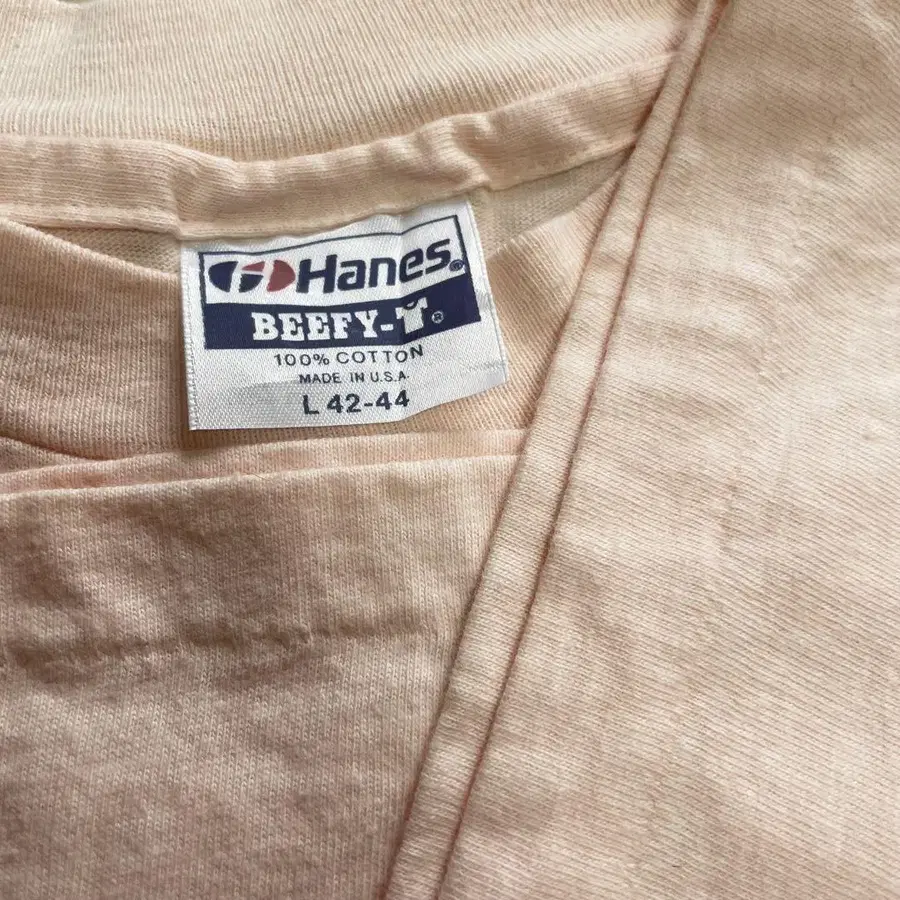 Hanes®
BEEFY-T®
100% COTTON
MADE IN U.S.A.
L 42-44